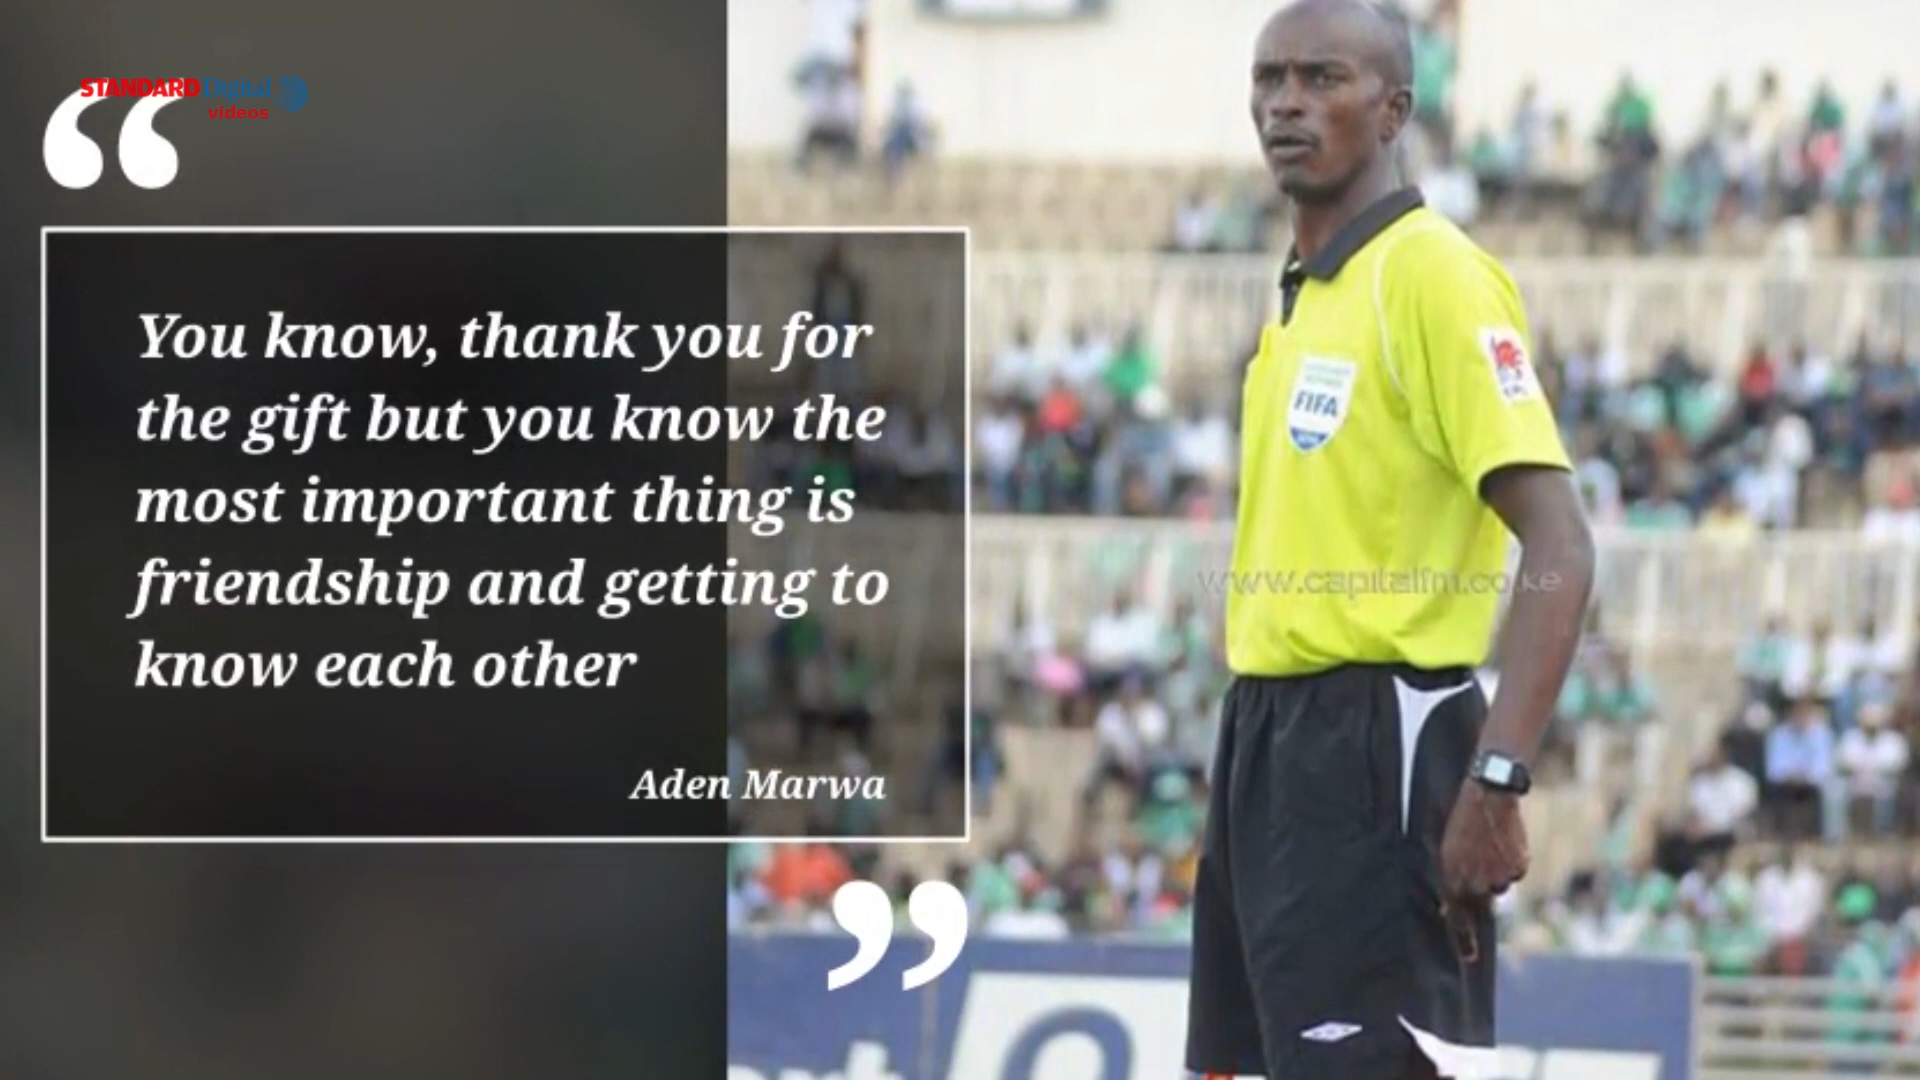 STANDARD Digital
videos
You know, thank you for
the gift but you know the
most important thing is
friendship and getting to
know each other
Aden Marwa
FIFA
www.capitalfm.co.ke